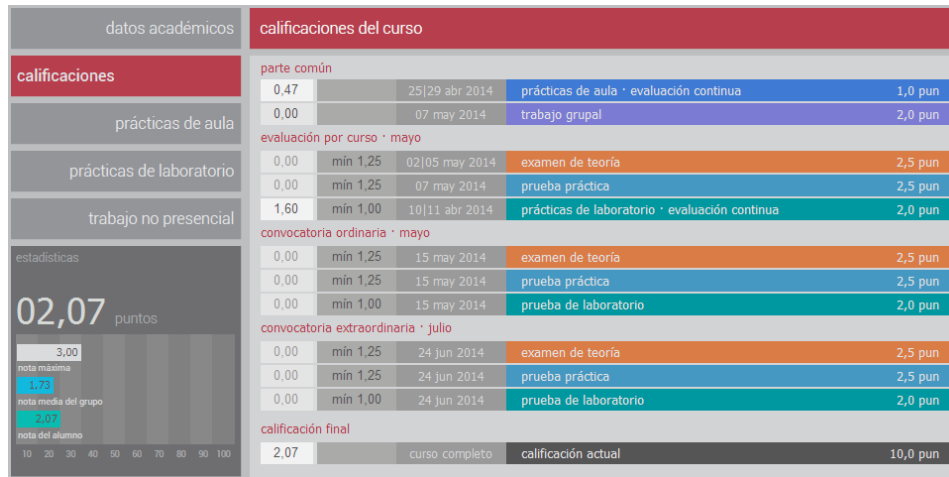 datos académicos
calificaciones
prácticas de aula
prácticas de laboratorio
trabajo no presencial
estadísticas
02,07 puntos
3,00
nota máxima
1,73
nota media del grupo
2,07
nota del alumno
10 20 30 40 50 60 70 80 90 100
calificaciones del curso
parte común
0,47 25|29 abr 2014 prácticas de aula · evaluación continua 1,0 pun
0,00 07 may 2014 trabajo grupal 2,0 pun
evaluación por curso · mayo
0,00 mín 1,25 02|05 may 2014 examen de teoría 2,5 pun
0,00 mín 1,25 07 may 2014 prueba práctica 2,5 pun
1,60 mín 1,00 10|11 abr 2014 prácticas de laboratorio · evaluación continua 2,0 pun
convocatoria ordinaria · mayo
0,00 mín 1,25 15 may 2014 examen de teoría 2,5 pun
0,00 mín 1,25 15 may 2014 prueba práctica 2,5 pun
0,00 mín 1,00 15 may 2014 prueba de laboratorio 2,0 pun
convocatoria extraordinaria · julio
0,00 mín 1,25 24 jun 2014 examen de teoría 2,5 pun
0,00 mín 1,25 24 jun 2014 prueba práctica 2,5 pun
0,00 mín 1,00 24 jun 2014 prueba de laboratorio 2,0 pun
calificación final
2,07 curso completo calificación actual 10,0 pun